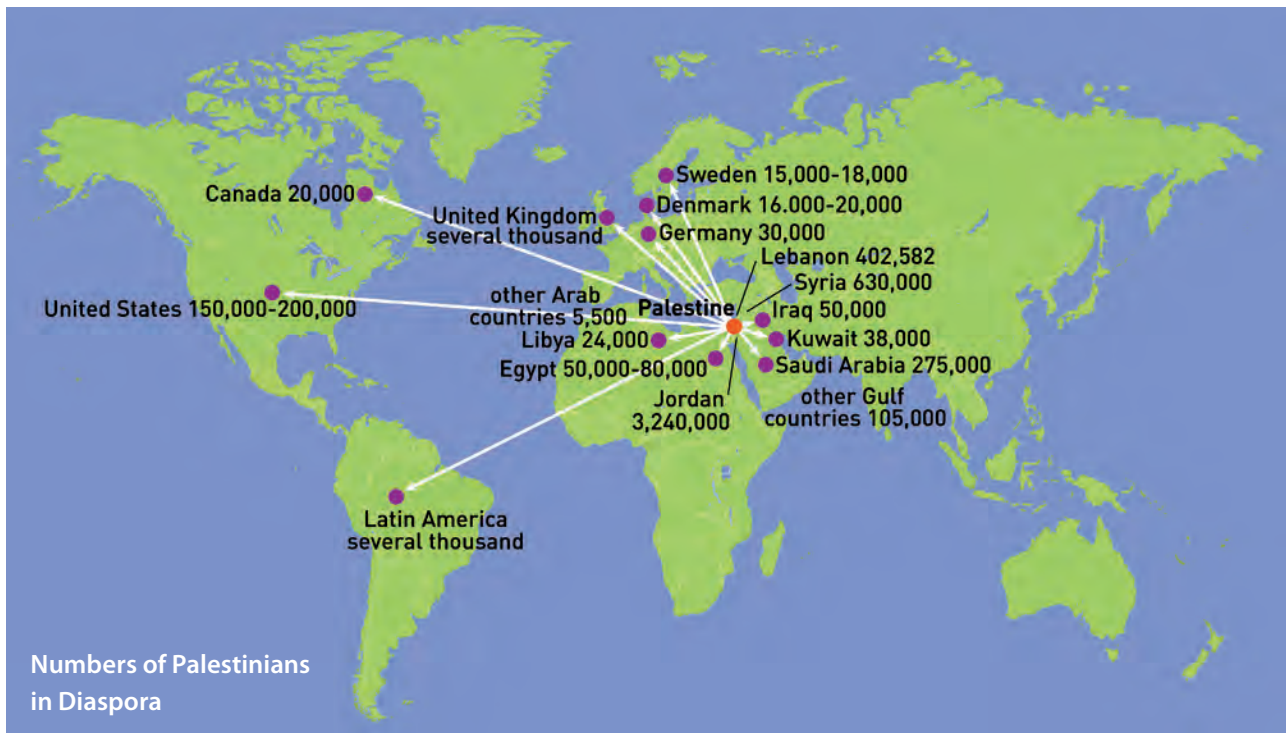 Sweden 15,000-18,000
Canada 20,000
Denmark 16.000-20,000
United Kingdom
several thousand
Germany 30,000
Lebanon 402,582
Syria 630,000
other Arab
countries 5,500
Palestine
Iraq 50,000
United States 150,000-200,000
Libya 24,000
Kuwait 38,000
Egypt 50,000-80,000
Saudi Arabia 275,000
Jordan
3,240,000
other Gulf
countries 105,000
Latin America
several thousand
Numbers of Palestinians
in Diaspora